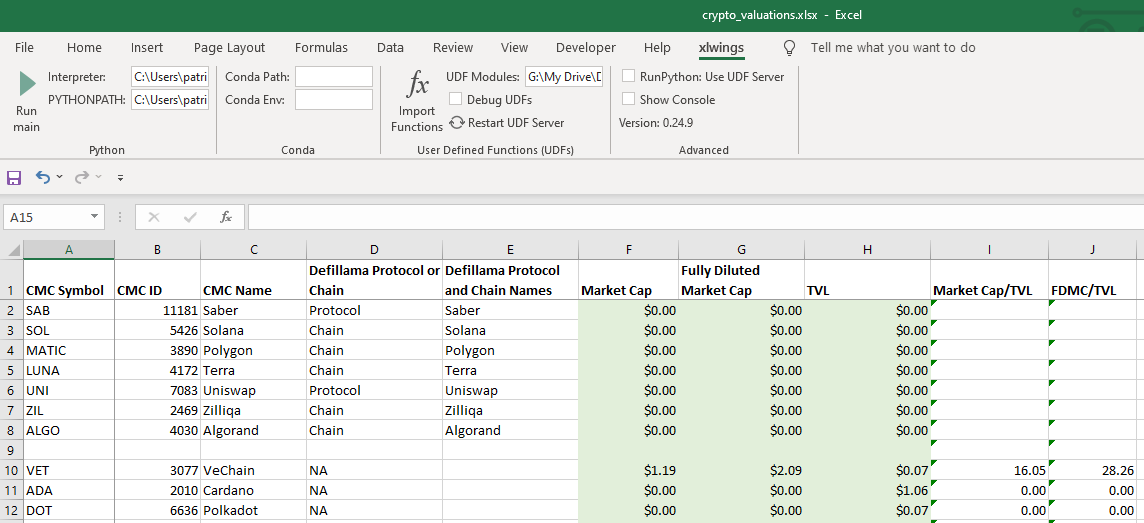 crypto_valuations.xlsx - Excel
File Home Insert Page Layout Formulas Data Review View Developer Help xlwings Tell me what you want to do
Interpreter: C:\Users\patri Conda Path: UDF Modules: G:\My Drive\D RunPython: Use UDF Server
PYTHONPATH: C:\Users\patri Conda Env: Debug UDFs Show Console
Run main
Import Functions
Restart UDF Server Version: 0.24.9
Python Conda User Defined Functions (UDFs) Advanced
A15 fx
A B C D E F G H I J
1 CMC Symbol CMC ID CMC Name Defillama Protocol or Chain Defillama Protocol and Chain Names Market Cap Fully Diluted Market Cap TVL Market Cap/TVL FDMC/TVL
2 SAB 11181 Saber Protocol Saber $0.00 $0.00 $0.00
3 SOL 5426 Solana Chain Solana $0.00 $0.00 $0.00
4 MATIC 3890 Polygon Chain Polygon $0.00 $0.00 $0.00
5 LUNA 4172 Terra Chain Terra $0.00 $0.00 $0.00
6 UNI 7083 Uniswap Protocol Uniswap $0.00 $0.00 $0.00
7 ZIL 2469 Zilliqa Chain Zilliqa $0.00 $0.00 $0.00
8 ALGO 4030 Algorand Chain Algorand $0.00 $0.00 $0.00
9
10 VET 3077 VeChain NA $1.19 $2.09 $0.07 16.05 28.26
11 ADA 2010 Cardano NA $0.00 $0.00 $1.06 0.00 0.00
12 DOT 6636 Polkadot NA $0.00 $0.00 $0.07 0.00 0.00